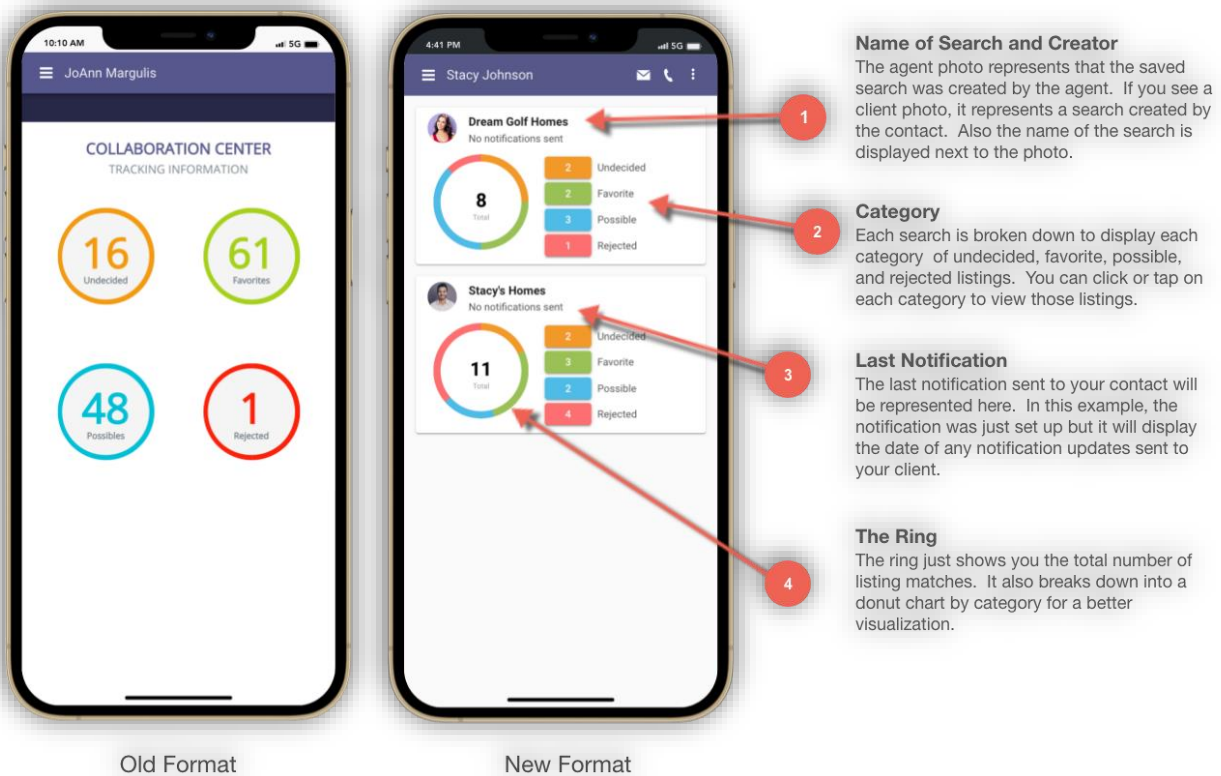 10:10 AM
5G
JoAnn Margulis
COLLABORATION CENTER
TRACKING INFORMATION
16
Undecided
61
Favorites
48
Possibles
1
Rejected
Old Format
4:41 PM
5G
Stacy Johnson
Dream Golf Homes
No notifications sent
8
Total
2 Undecided
2 Favorite
3 Possible
1 Rejected
Stacy's Homes
No notifications sent
11
Total
2 Undecided
3 Favorite
2 Possible
4 Rejected
New Format
1
Name of Search and Creator
The agent photo represents that the saved
search was created by the agent. If you see a
client photo, it represents a search created by
the contact. Also the name of the search is
displayed next to the photo.
2
Category
Each search is broken down to display each
category of undecided, favorite, possible,
and rejected listings. You can click or tap on
each category to view those listings.
3
Last Notification
The last notification sent to your contact will
be represented here. In this example, the
notification was just set up but it will display
the date of any notification updates sent to
your client.
4
The Ring
The ring just shows you the total number of
listing matches. It also breaks down into a
donut chart by category for a better
visualization.